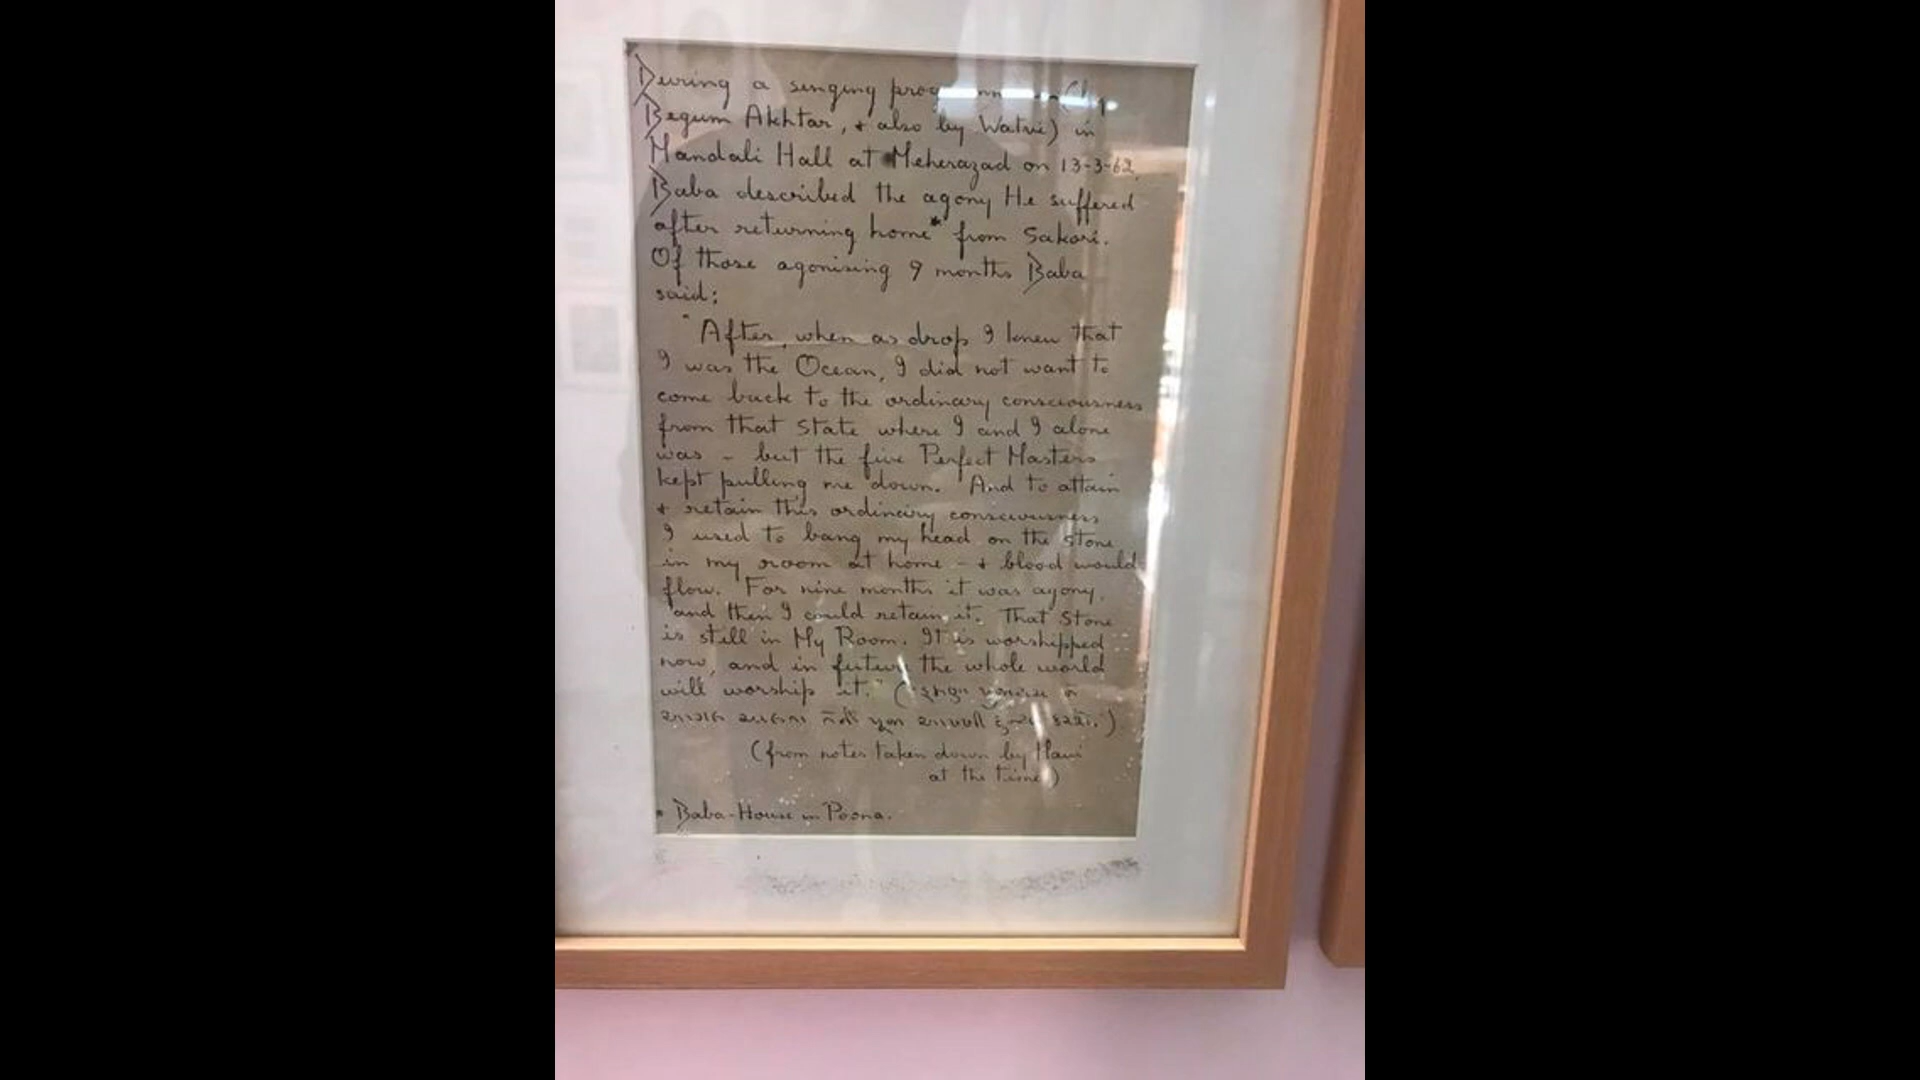 During a singing (by
Begum Akhtar, & also by Watve) in
Mandali Hall at Meherazad on 13-3-62,
Baba described the agony He suffered
after returning home* from Sakori.
Of those agonising 9 months Baba
said:
"After, when as drop I knew that
I was the Ocean, I did not want to
come back to the ordinary consciousness
from that state where I and I alone
was - but the five Perfect Masters
kept pulling me down. And to attain
& retain this ordinary consciousness
I used to bang my head on the stone
in my room at home - & blood would
flow. For nine months it was agony,
and then I could retain it. That stone
is still in My Room. It is worshipped
now, and in future the whole world
will worship it." (
(from notes taken down by
at the time)
* Baba-House in Poona.